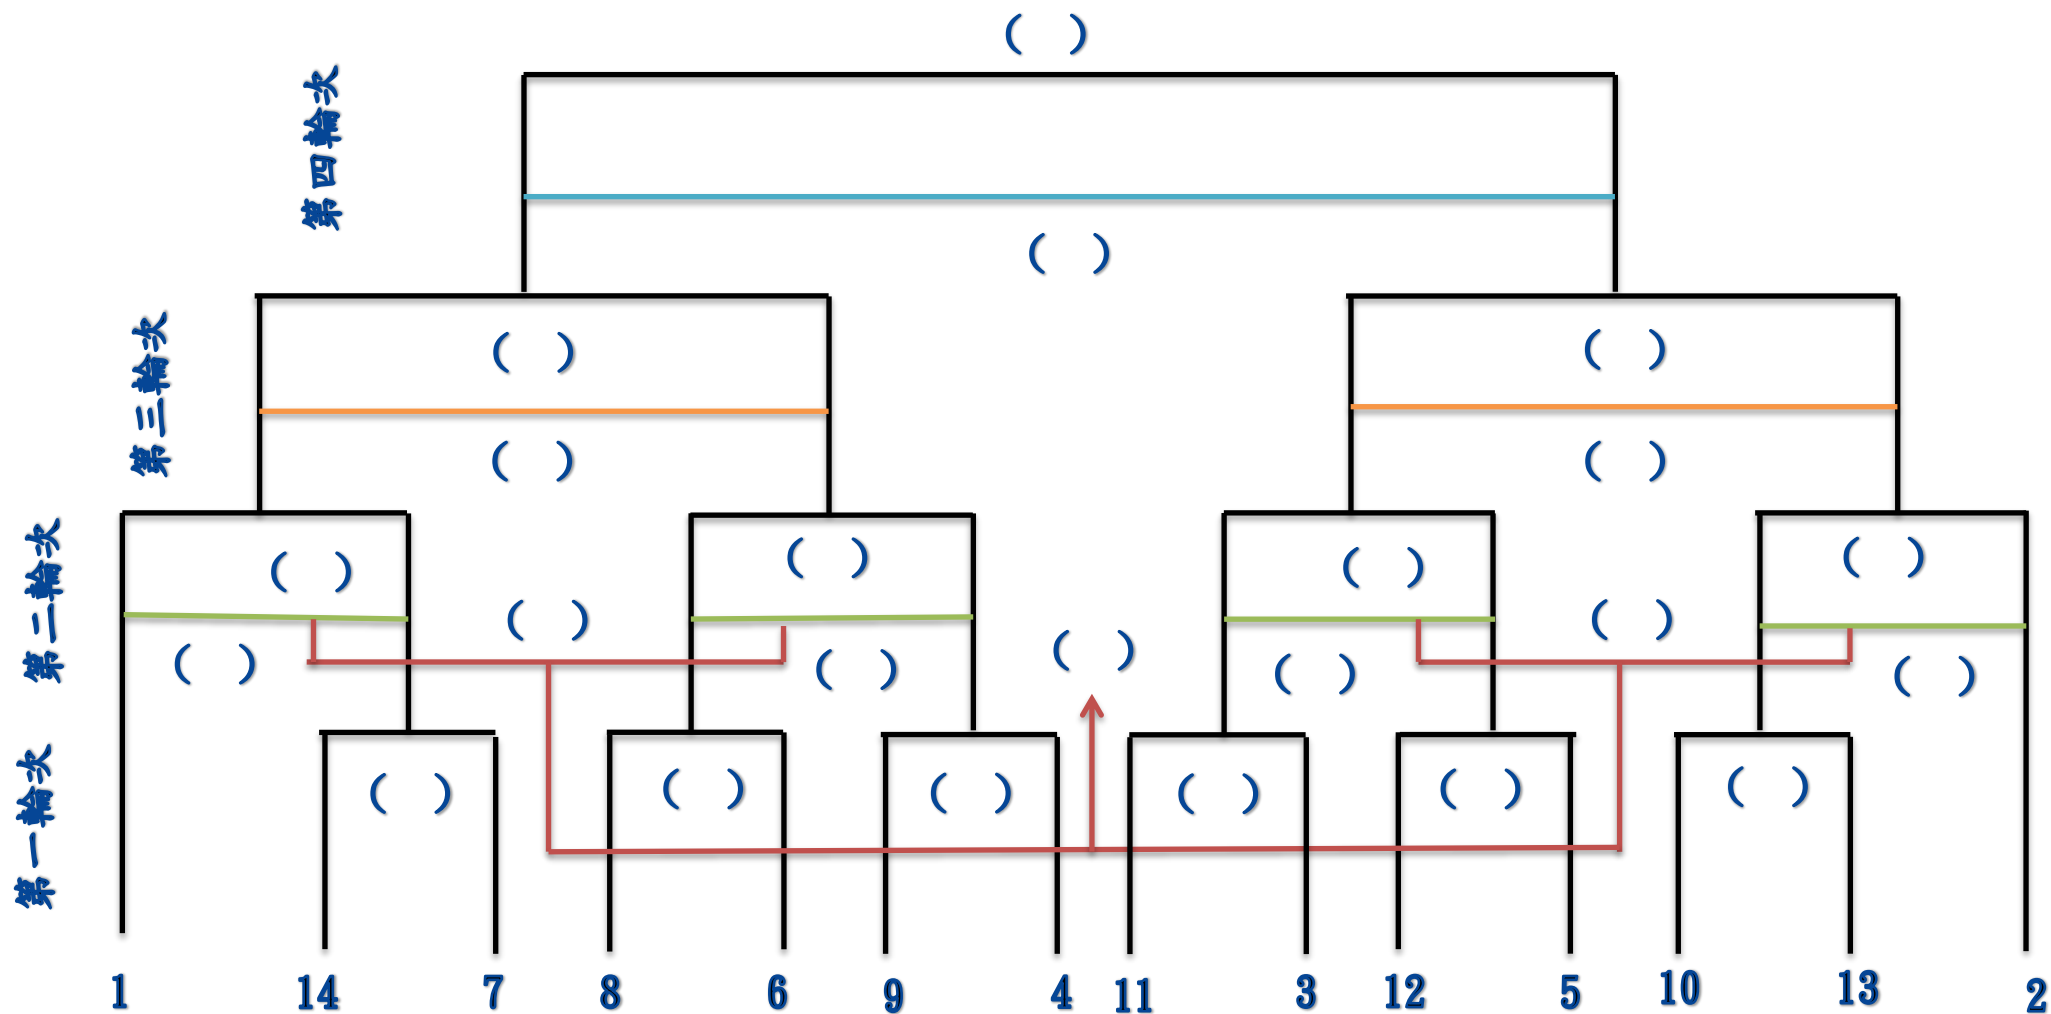 ( )
第四輪次
( )
( ) ( )
第三輪次
( ) ( )
( ) ( ) ( ) ( )
第二輪次
( ) ( )
( ) ( ) ( ) ( ) ( )
第一輪次
( ) ( ) ( ) ( ) ( ) ( )
1 14 7 8 6 9 4 11 3 12 5 10 13 2